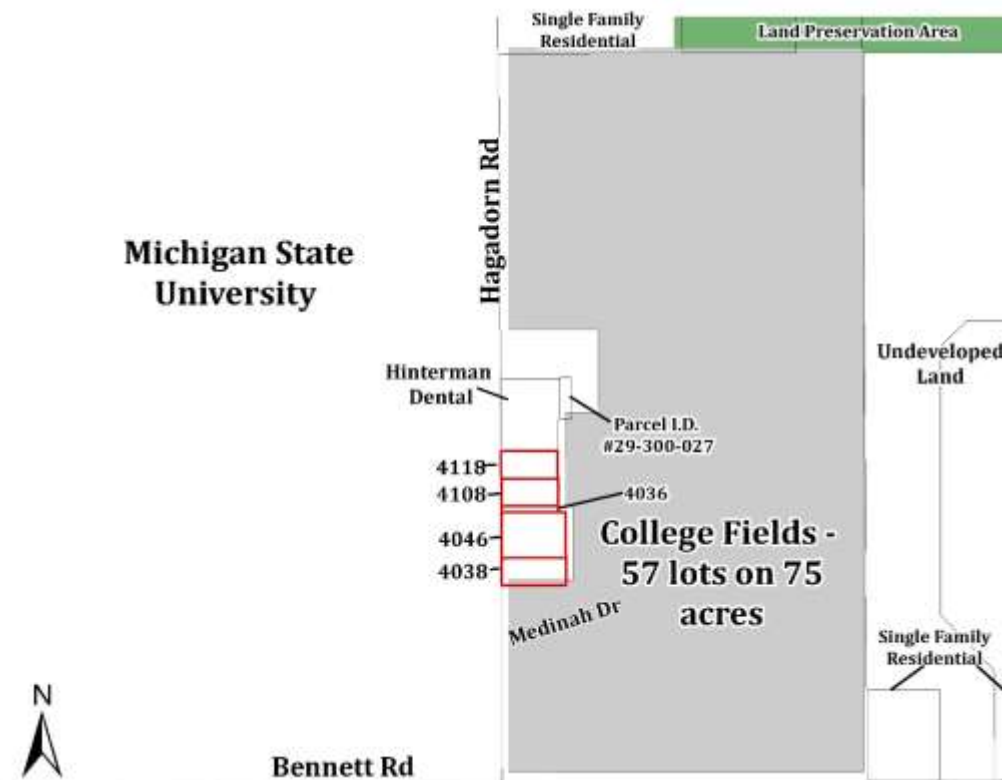 Single Family
Residential
Land Preservation Area
Hagadorn Rd
Michigan State
University
Undeveloped
Land
Hinterman
Dental
Parcel I.D.
#29-300-027
4118
4108
4036
4046
4038
College Fields -
57 lots on 75
acres
Medinah Dr
Single Family
Residential
N
Bennett Rd